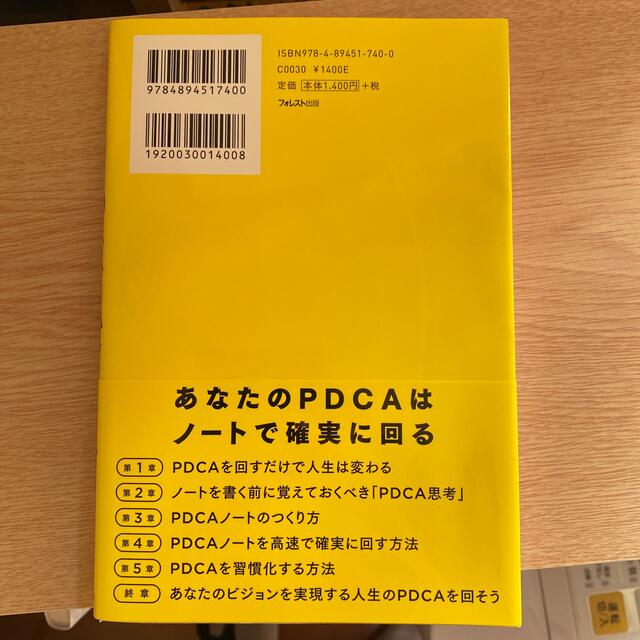 ISBN978-4-89451-740-0
C0030 ¥1400E
定価 本体1,400円+税
フォレスト出版
9784894517400
1920030014008
あなたのPDCAは
ノートで確実に回る
第1章 PDCAを回すだけで人生は変わる
第2章 ノートを書く前に覚えておくべき「PDCA思考」
第3章 PDCAノートのつくり方
第4章 PDCAノートを高速で確実に回す方法
第5章 PDCAを習慣化する方法
終章 あなたのビジョンを実現する人生のPDCAを回そう
運転
切/入